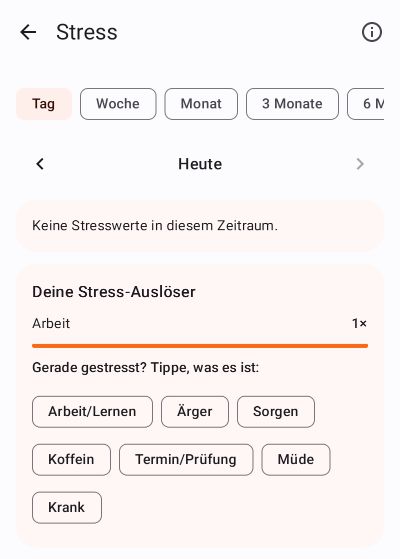 Stress
Tag Woche Monat 3 Monate 6 M
Heute
Keine Stresswerte in diesem Zeitraum.
Deine Stress-Auslöser
Arbeit 1×
Gerade gestresst? Tippe, was es ist:
Arbeit/Lernen Ärger Sorgen
Koffein Termin/Prüfung Müde
Krank